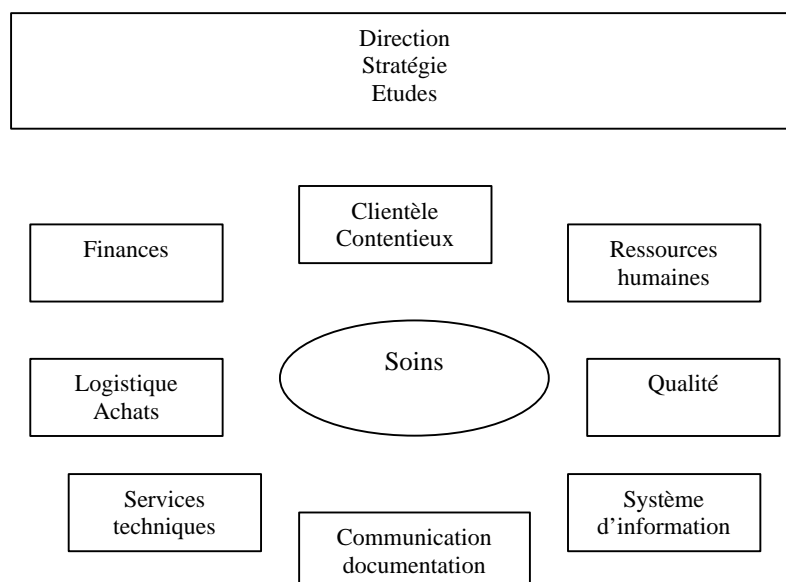 Direction
Stratégie
Etudes
Clientèle
Contentieux
Finances
Ressources
humaines
Soins
Logistique
Achats
Qualité
Services
techniques
Système
d’information
Communication
documentation